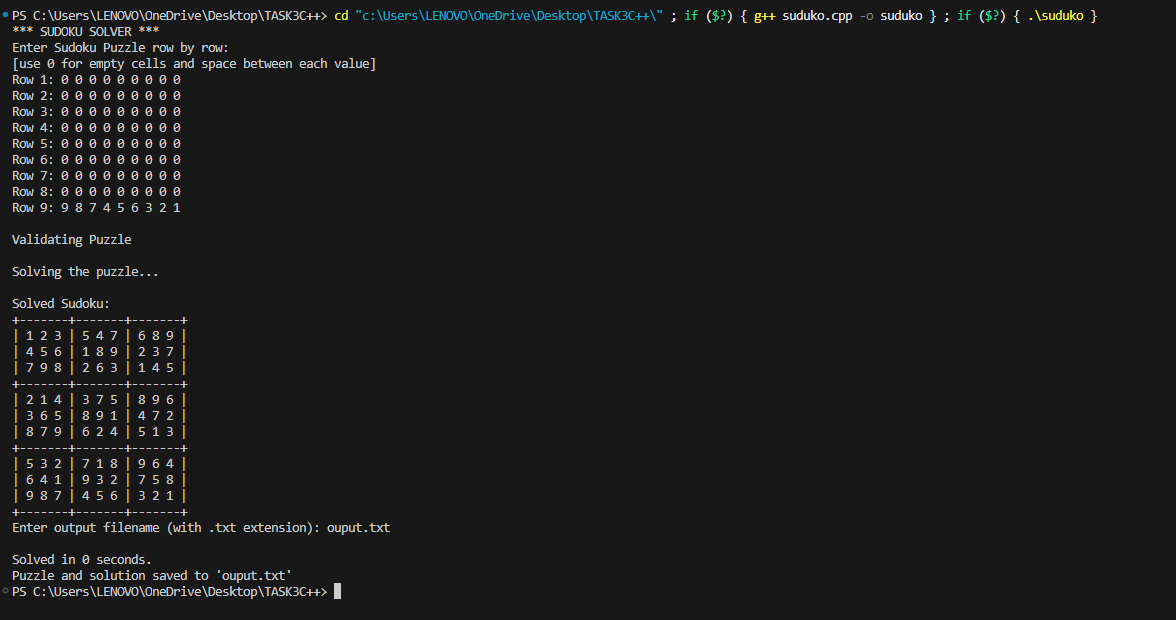 PS C:\Users\LENOVO\OneDrive\Desktop\TASK3C++> cd "c:\Users\LENOVO\OneDrive\Desktop\TASK3C++\" ; if ($?) { g++ suduko.cpp -o suduko } ; if ($?) { .\suduko }
*** SUDOKU SOLVER ***
Enter Sudoku Puzzle row by row:
[use 0 for empty cells and space between each value]
Row 1: 0 0 0 0 0 0 0 0 0
Row 2: 0 0 0 0 0 0 0 0 0
Row 3: 0 0 0 0 0 0 0 0 0
Row 4: 0 0 0 0 0 0 0 0 0
Row 5: 0 0 0 0 0 0 0 0 0
Row 6: 0 0 0 0 0 0 0 0 0
Row 7: 0 0 0 0 0 0 0 0 0
Row 8: 0 0 0 0 0 0 0 0 0
Row 9: 9 8 7 4 5 6 3 2 1
Validating Puzzle
Solving the puzzle...
Solved Sudoku:
+-------+-------+-------+
| 1 2 3 | 5 4 7 | 6 8 9 |
| 4 5 6 | 1 8 9 | 2 3 7 |
| 7 9 8 | 2 6 3 | 1 4 5 |
+-------+-------+-------+
| 2 1 4 | 3 7 5 | 8 9 6 |
| 3 6 5 | 8 9 1 | 4 7 2 |
| 8 7 9 | 6 2 4 | 5 1 3 |
+-------+-------+-------+
| 5 3 2 | 7 1 8 | 9 6 4 |
| 6 4 1 | 9 3 2 | 7 5 8 |
| 9 8 7 | 4 5 6 | 3 2 1 |
+-------+-------+-------+
Enter output filename (with .txt extension): ouput.txt
Solved in 0 seconds.
Puzzle and solution saved to 'ouput.txt'
PS C:\Users\LENOVO\OneDrive\Desktop\TASK3C++>